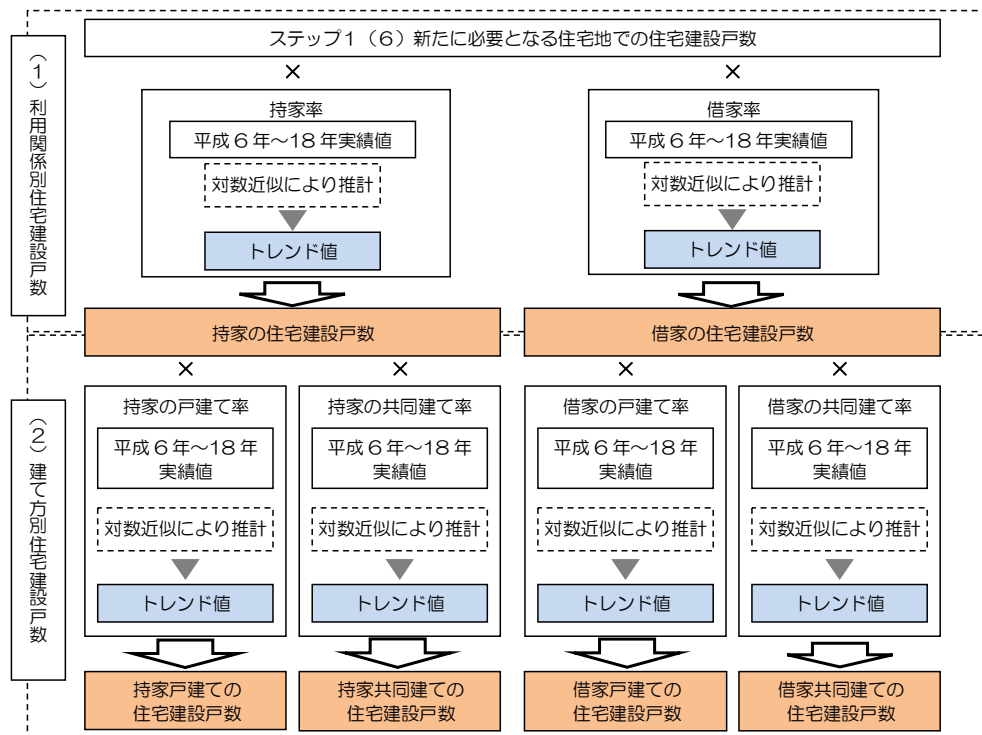 ステップ1（6）新たに必要となる住宅地での住宅建設戸数
（1）利用関係別住宅建設戸数
×
×
持家率
平成6年～18年実績値
対数近似により推計
トレンド値
借家率
平成6年～18年実績値
対数近似により推計
トレンド値
持家の住宅建設戸数
借家の住宅建設戸数
（2）建て方別住宅建設戸数
×
×
×
×
持家の戸建て率
平成6年～18年
実績値
対数近似により推計
トレンド値
持家の共同建て率
平成6年～18年
実績値
対数近似により推計
トレンド値
借家の戸建て率
平成6年～18年
実績値
対数近似により推計
トレンド値
借家の共同建て率
平成6年～18年
実績値
対数近似により推計
トレンド値
持家戸建ての
住宅建設戸数
持家共同建ての
住宅建設戸数
借家戸建ての
住宅建設戸数
借家共同建ての
住宅建設戸数